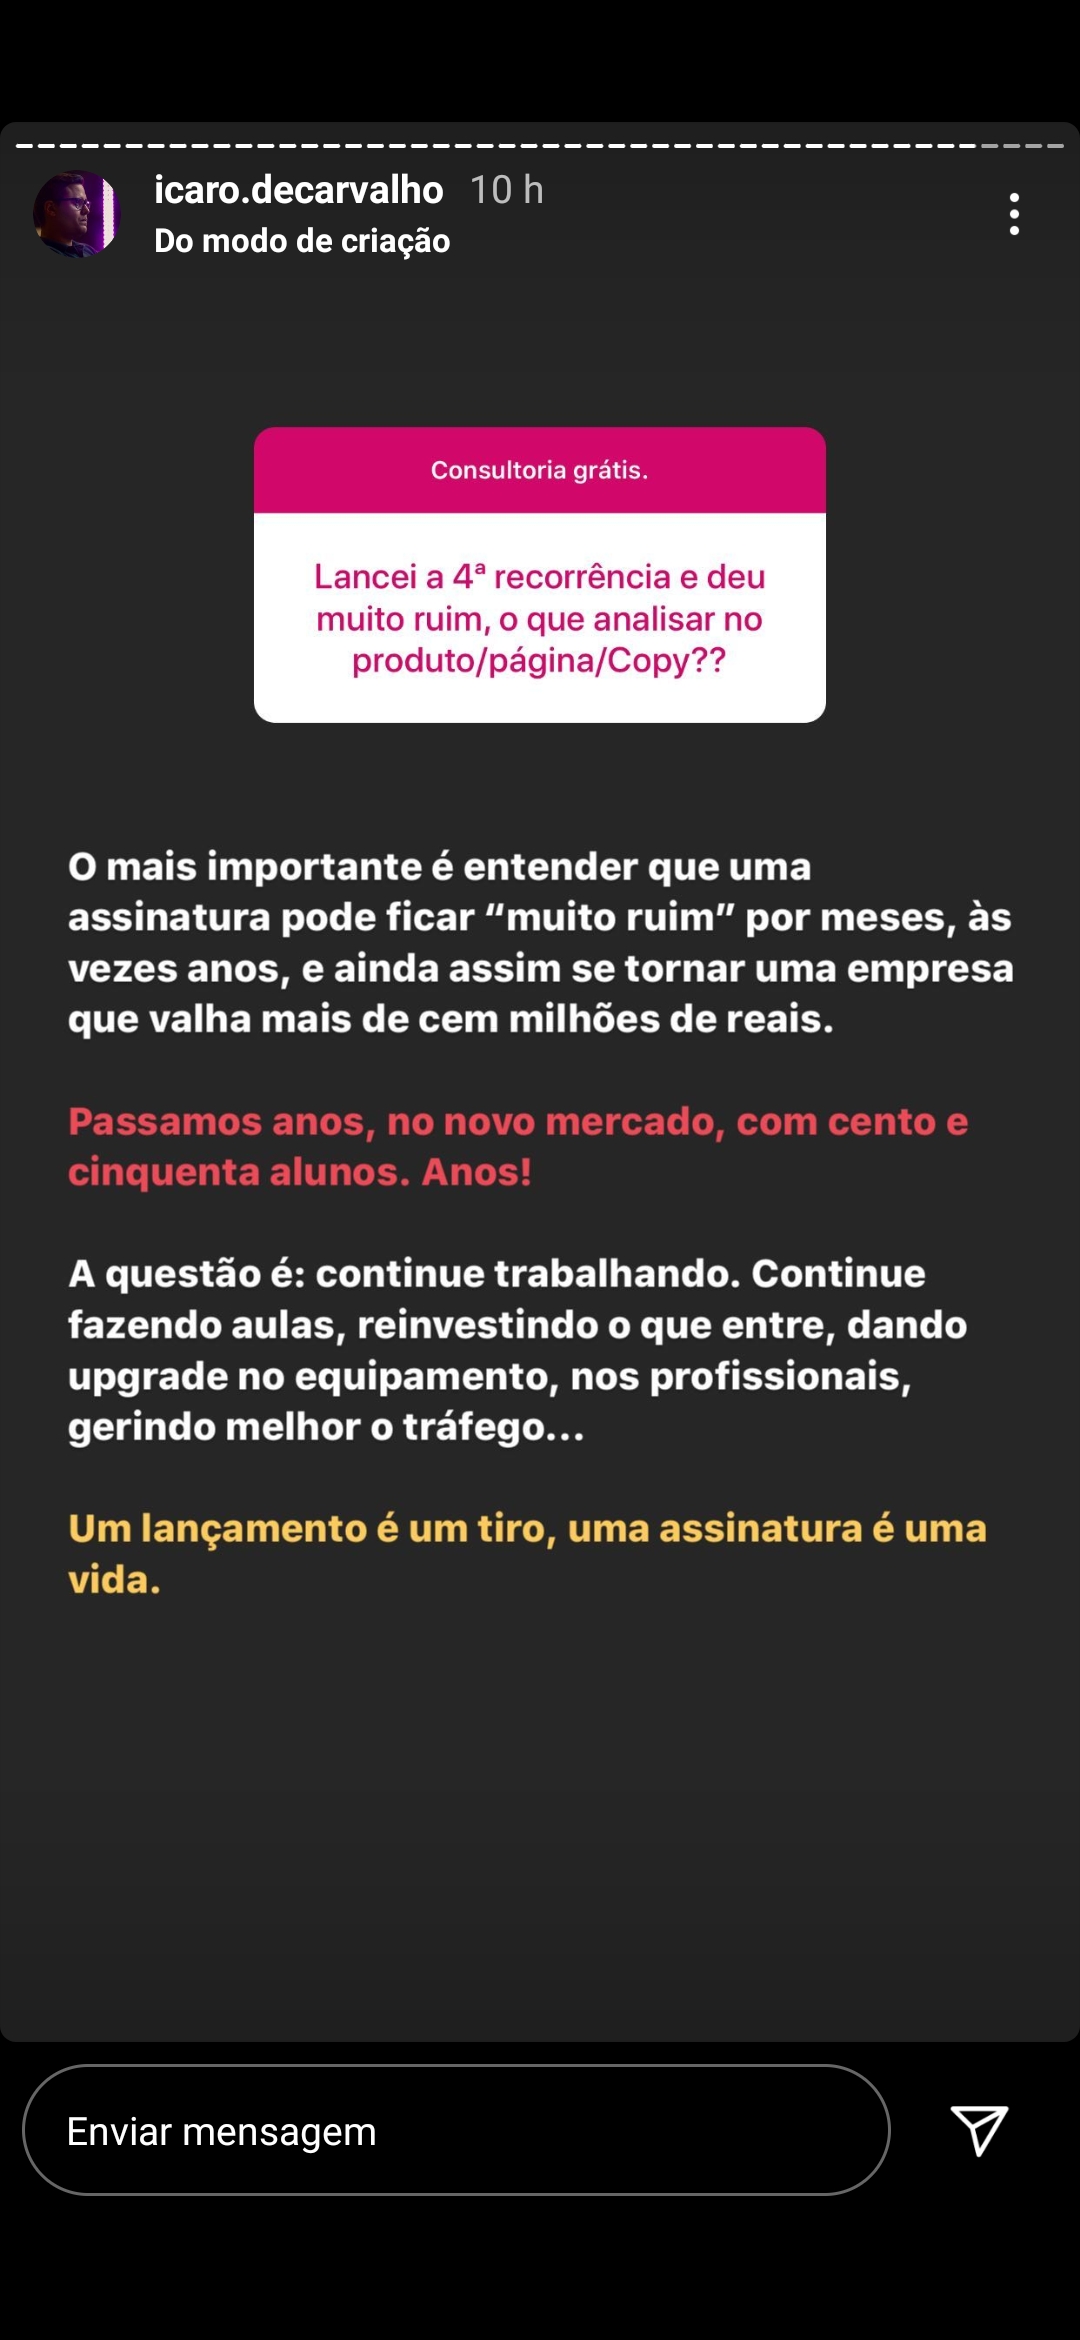 icaro.decarvalho 10 h
Do modo de criação
Consultoria grátis.
Lancei a 4ª recorrência e deu
muito ruim, o que analisar no
produto/página/Copy??
O mais importante é entender que uma
assinatura pode ficar “muito ruim” por meses, às
vezes anos, e ainda assim se tornar uma empresa
que valha mais de cem milhões de reais.
Passamos anos, no novo mercado, com cento e
cinquenta alunos. Anos!
A questão é: continue trabalhando. Continue
fazendo aulas, reinvestindo o que entre, dando
upgrade no equipamento, nos profissionais,
gerindo melhor o tráfego...
Um lançamento é um tiro, uma assinatura é uma
vida.
Enviar mensagem